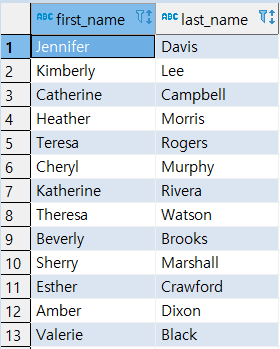 ABC first_name ABC last_name
1 Jennifer Davis
2 Kimberly Lee
3 Catherine Campbell
4 Heather Morris
5 Teresa Rogers
6 Cheryl Murphy
7 Katherine Rivera
8 Theresa Watson
9 Beverly Brooks
10 Sherry Marshall
11 Esther Crawford
12 Amber Dixon
13 Valerie Black